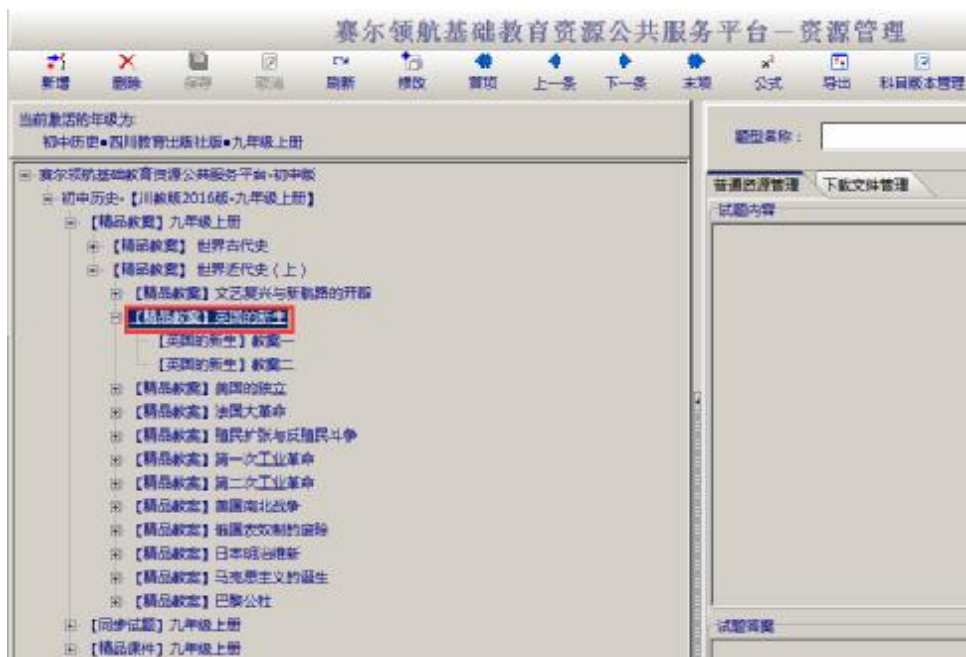 赛尔领航基础教育资源公共服务平台－资源管理
新增 删除 保存 取消 刷新 修改 首项 上一条 下一条 末项 公式 导出 科目版本管理
当前激活的年级为:
初中历史●四川教育出版社版●九年级上册
题型名称：
赛尔领航基础教育资源公共服务平台-初中版
初中历史-【川教版2016版-九年级上册】
【精品教案】九年级上册
【精品教案】 世界古代史
【精品教案】 世界近代史（上）
【精品教案】文艺复兴与新航路的开辟
【精品教案】英国的新生
【英国的新生】教案一
【英国的新生】教案二
【精品教案】美国的独立
【精品教案】法国大革命
【精品教案】殖民扩张与反殖民斗争
【精品教案】第一次工业革命
【精品教案】第二次工业革命
【精品教案】美国南北战争
【精品教案】俄国农奴制的废除
【精品教案】日本明治维新
【精品教案】马克思主义的诞生
【精品教案】巴黎公社
【同步试题】九年级上册
【精品课件】九年级上册
普通资源管理 下载文件管理
试题内容
试题答案